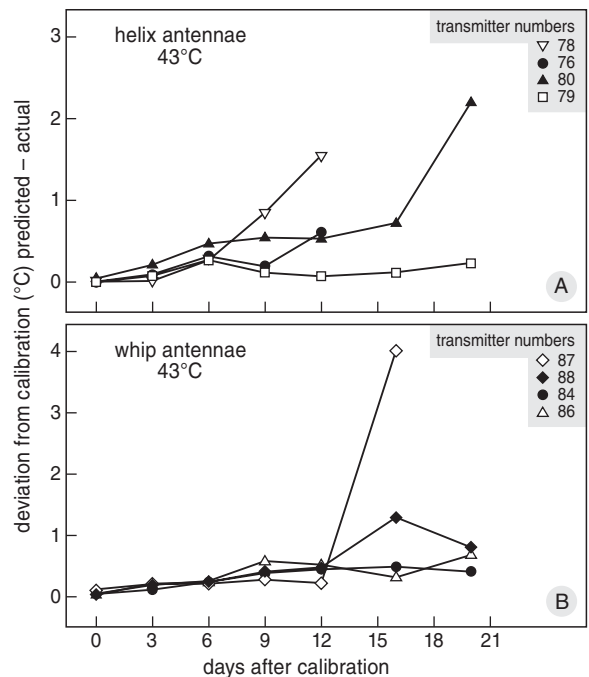 deviation from calibration (°C) predicted – actual
helix antennae
43°C
transmitter numbers
78
76
80
79
3
2
1
0
A
whip antennae
43°C
transmitter numbers
87
88
84
86
4
3
2
1
0
B
0 3 6 9 12 15 18 21
days after calibration